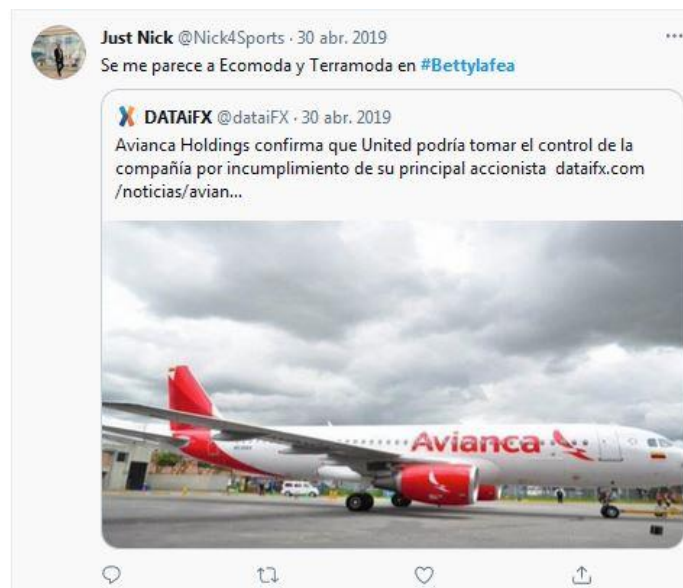 Just Nick @Nick4Sports · 30 abr. 2019
Se me parece a Ecomoda y Terramoda en #Bettylafea
DATAiFX @dataiFX · 30 abr. 2019
Avianca Holdings confirma que United podría tomar el control de la
compañía por incumplimiento de su principal accionista dataifx.com
/noticias/avian...
Avianca